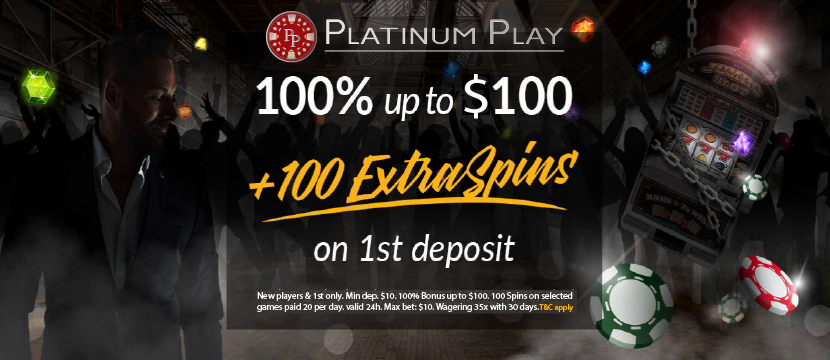 PP PLATINUM PLAY
100% up to $100
+100 ExtraSpins
on 1st deposit
New players & 1st only. Min dep. $10. 100% Bonus up to $100. 100 Spins on selected
games paid 20 per day. valid 24h. Max bet: $10. Wagering 35x with 30 days.T&C apply